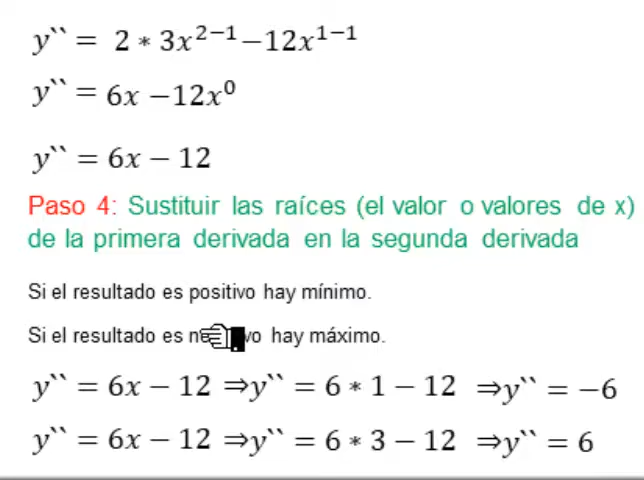 y`` = 2 * 3x²⁻¹−12x¹⁻¹
y`` = 6x −12x⁰
y`` = 6x − 12
Paso 4: Sustituir las raíces (el valor o valores de x)
de la primera derivada en la segunda derivada
Si el resultado es positivo hay mínimo.
Si el resultado es hay máximo.
y`` = 6x − 12 ⇒y`` = 6 * 1 − 12 ⇒y`` = −6
y`` = 6x − 12 ⇒y`` = 6 * 3 − 12 ⇒y`` = 6